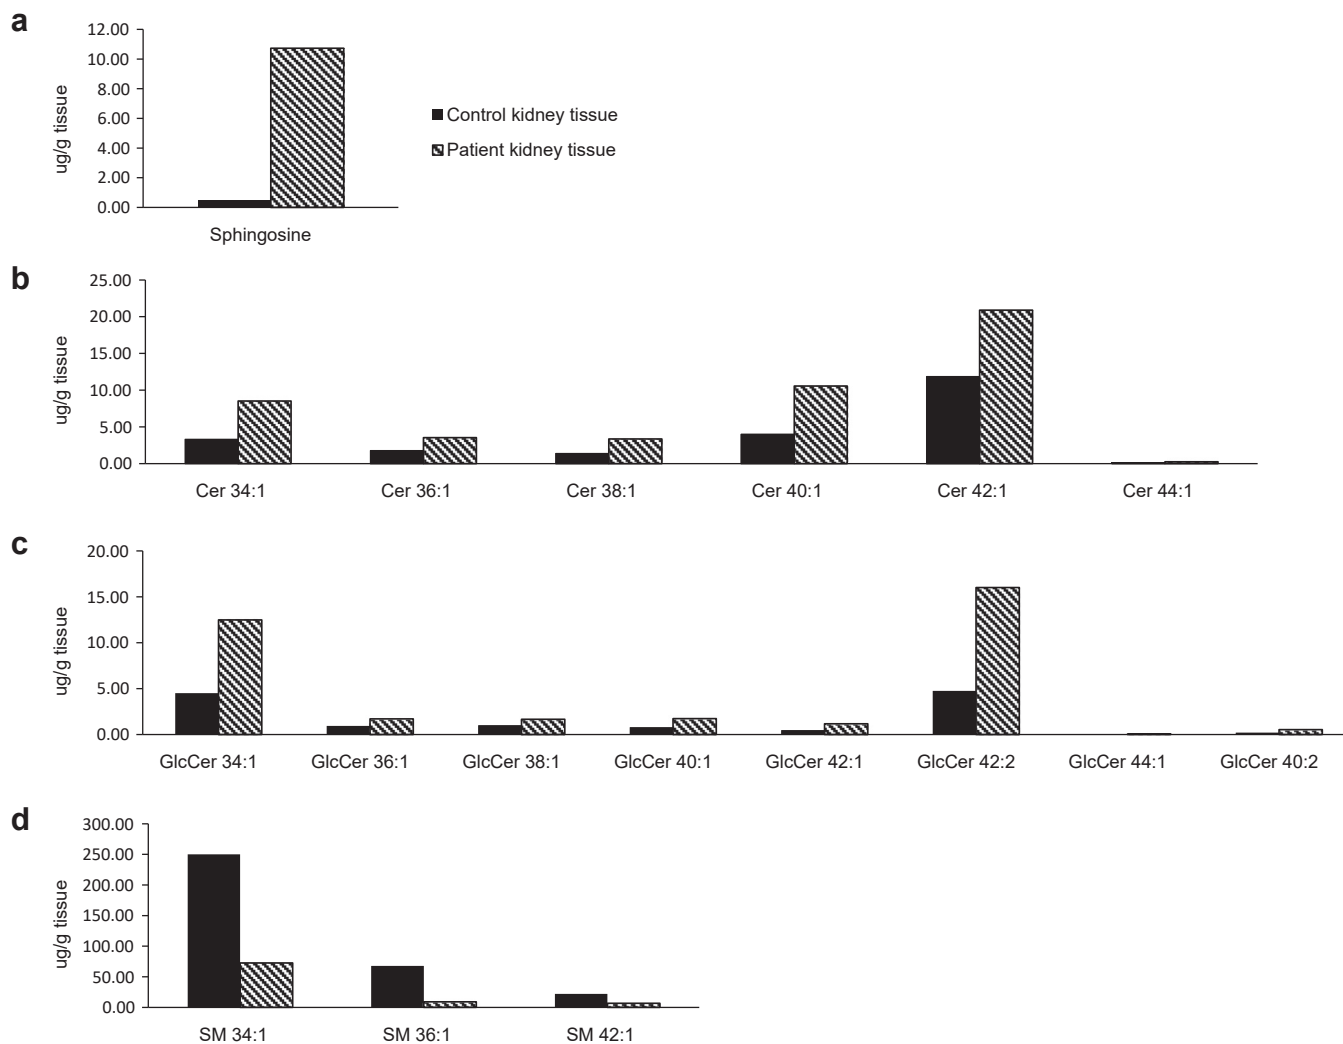 a
12.00
10.00
8.00
6.00
4.00
2.00
0.00
ug/g tissue
Sphingosine
Control kidney tissue
Patient kidney tissue
b
25.00
20.00
15.00
10.00
5.00
0.00
ug/g tissue
Cer 34:1 Cer 36:1 Cer 38:1 Cer 40:1 Cer 42:1 Cer 44:1
c
20.00
15.00
10.00
5.00
0.00
ug/g tissue
GlcCer 34:1 GlcCer 36:1 GlcCer 38:1 GlcCer 40:1 GlcCer 42:1 GlcCer 42:2 GlcCer 44:1 GlcCer 40:2
d
300.00
250.00
200.00
150.00
100.00
50.00
0.00
ug/g tissue
SM 34:1 SM 36:1 SM 42:1